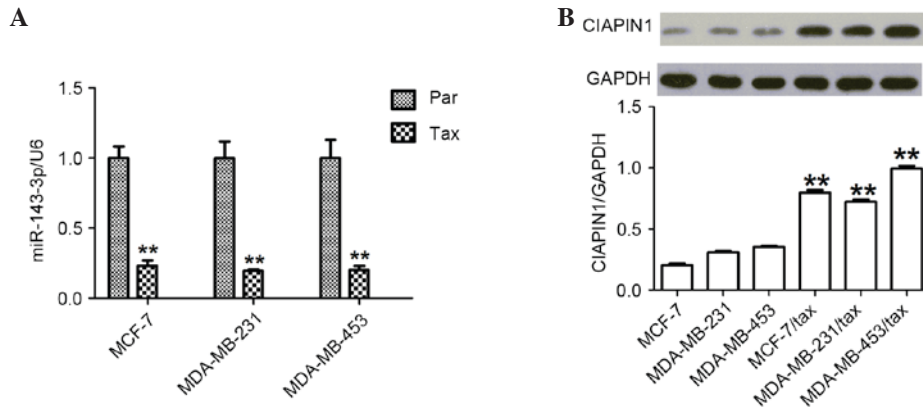 A
miR-143-3p/U6
1.5
1.0
0.5
0.0
Par
Tax
**
**
**
MCF-7
MDA-MB-231
MDA-MB-453
B
CIAPIN1
GAPDH
CIAPIN1/GAPDH
1.5
1.0
0.5
0.0
**
**
**
MCF-7
MDA-MB-231
MDA-MB-453
MCF-7/tax
MDA-MB-231/tax
MDA-MB-453/tax